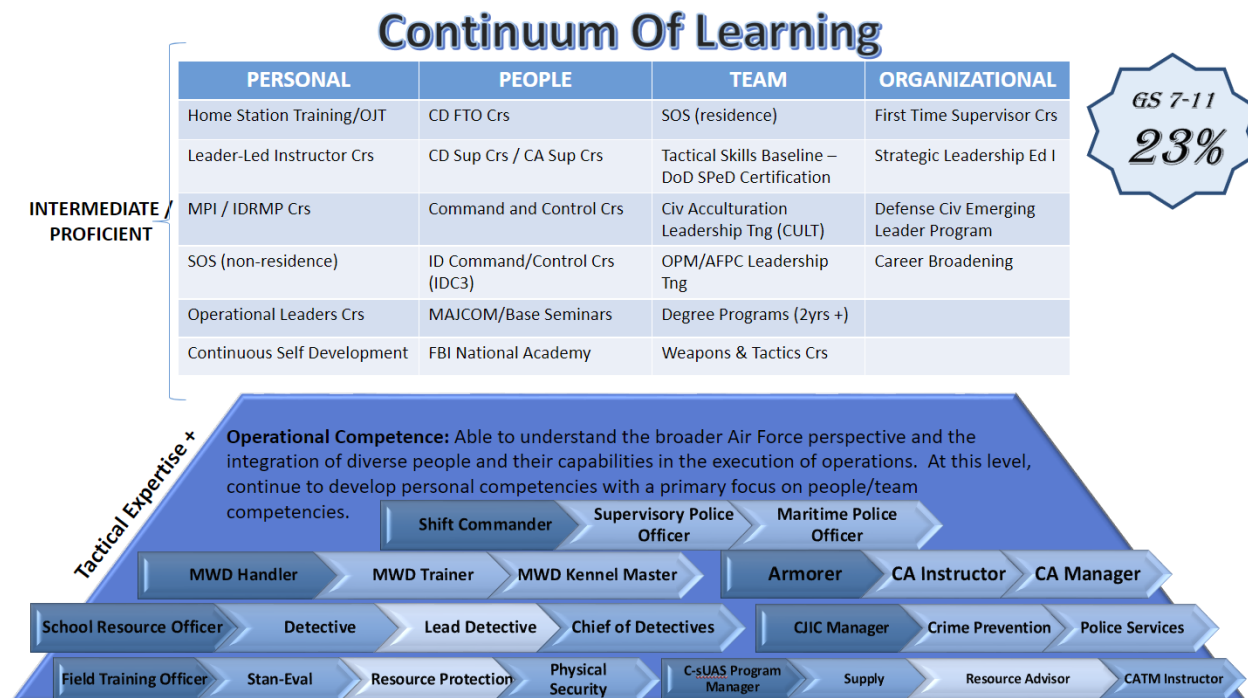 Continuum Of Learning
PERSONAL PEOPLE TEAM ORGANIZATIONAL
Home Station Training/OJT CD FTO Crs SOS (residence) First Time Supervisor Crs
Leader-Led Instructor Crs CD Sup Crs / CA Sup Crs Tactical Skills Baseline – Strategic Leadership Ed I
DoD SPeD Certification
MPI / IDRMP Crs Command and Control Crs Civ Acculturation Defense Civ Emerging
Leadership Tng (CULT) Leader Program
SOS (non-residence) ID Command/Control Crs OPM/AFPC Leadership Career Broadening
(IDC3) Tng
Operational Leaders Crs MAJCOM/Base Seminars Degree Programs (2yrs +)
Continuous Self Development FBI National Academy Weapons & Tactics Crs
GS 7-11
23%
INTERMEDIATE /
PROFICIENT
Tactical Expertise +
Operational Competence: Able to understand the broader Air Force perspective and the
integration of diverse people and their capabilities in the execution of operations. At this level,
continue to develop personal competencies with a primary focus on people/team
competencies.
Shift Commander Supervisory Police Maritime Police
Officer Officer
MWD Handler MWD Trainer MWD Kennel Master Armorer CA Instructor CA Manager
School Resource Officer Detective Lead Detective Chief of Detectives CJIC Manager Crime Prevention Police Services
Field Training Officer Stan-Eval Resource Protection Physical C-sUAS Program Supply Resource Advisor CATM Instructor
Security Manager